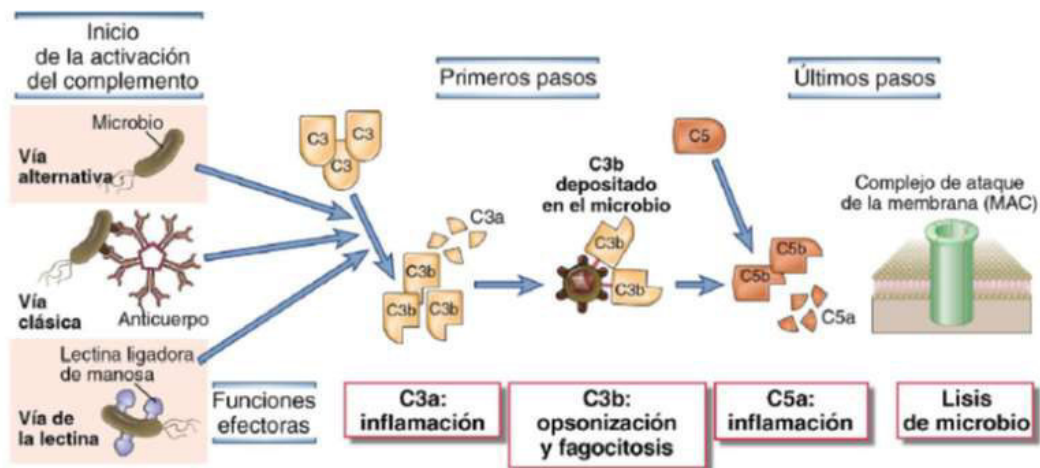 Inicio
de la activación
del complemento
Primeros pasos
Últimos pasos
Microbio
Vía
alternativa
C3
C3
C3
C5
C3b
depositado
en el microbio
Complejo de ataque
de la membrana (MAC)
C3a
C3b
C3b
C3b
C3b
C3b
C5b
C5b
C5a
Vía
clásica
Anticuerpo
Lectina ligadora
de manosa
Vía de
la lectina
Funciones
efectoras
C3a:
inflamación
C3b:
opsonización
y fagocitosis
C5a:
inflamación
Lisis
de microbio